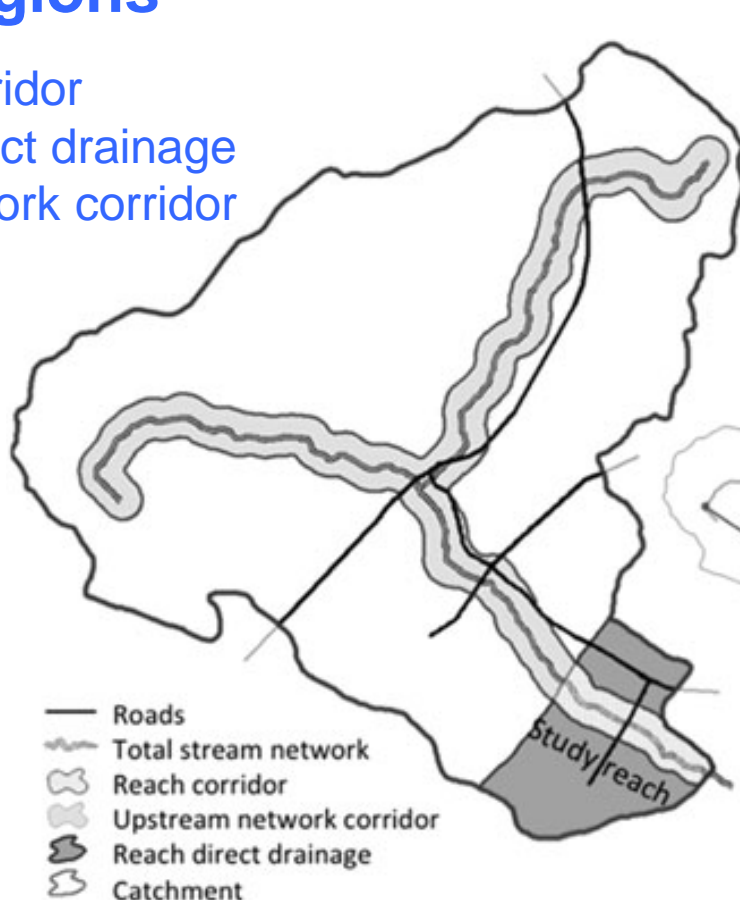 gions
ridor
ct drainage
ork corridor
Study reach
Roads
Total stream network
Reach corridor
Upstream network corridor
Reach direct drainage
Catchment